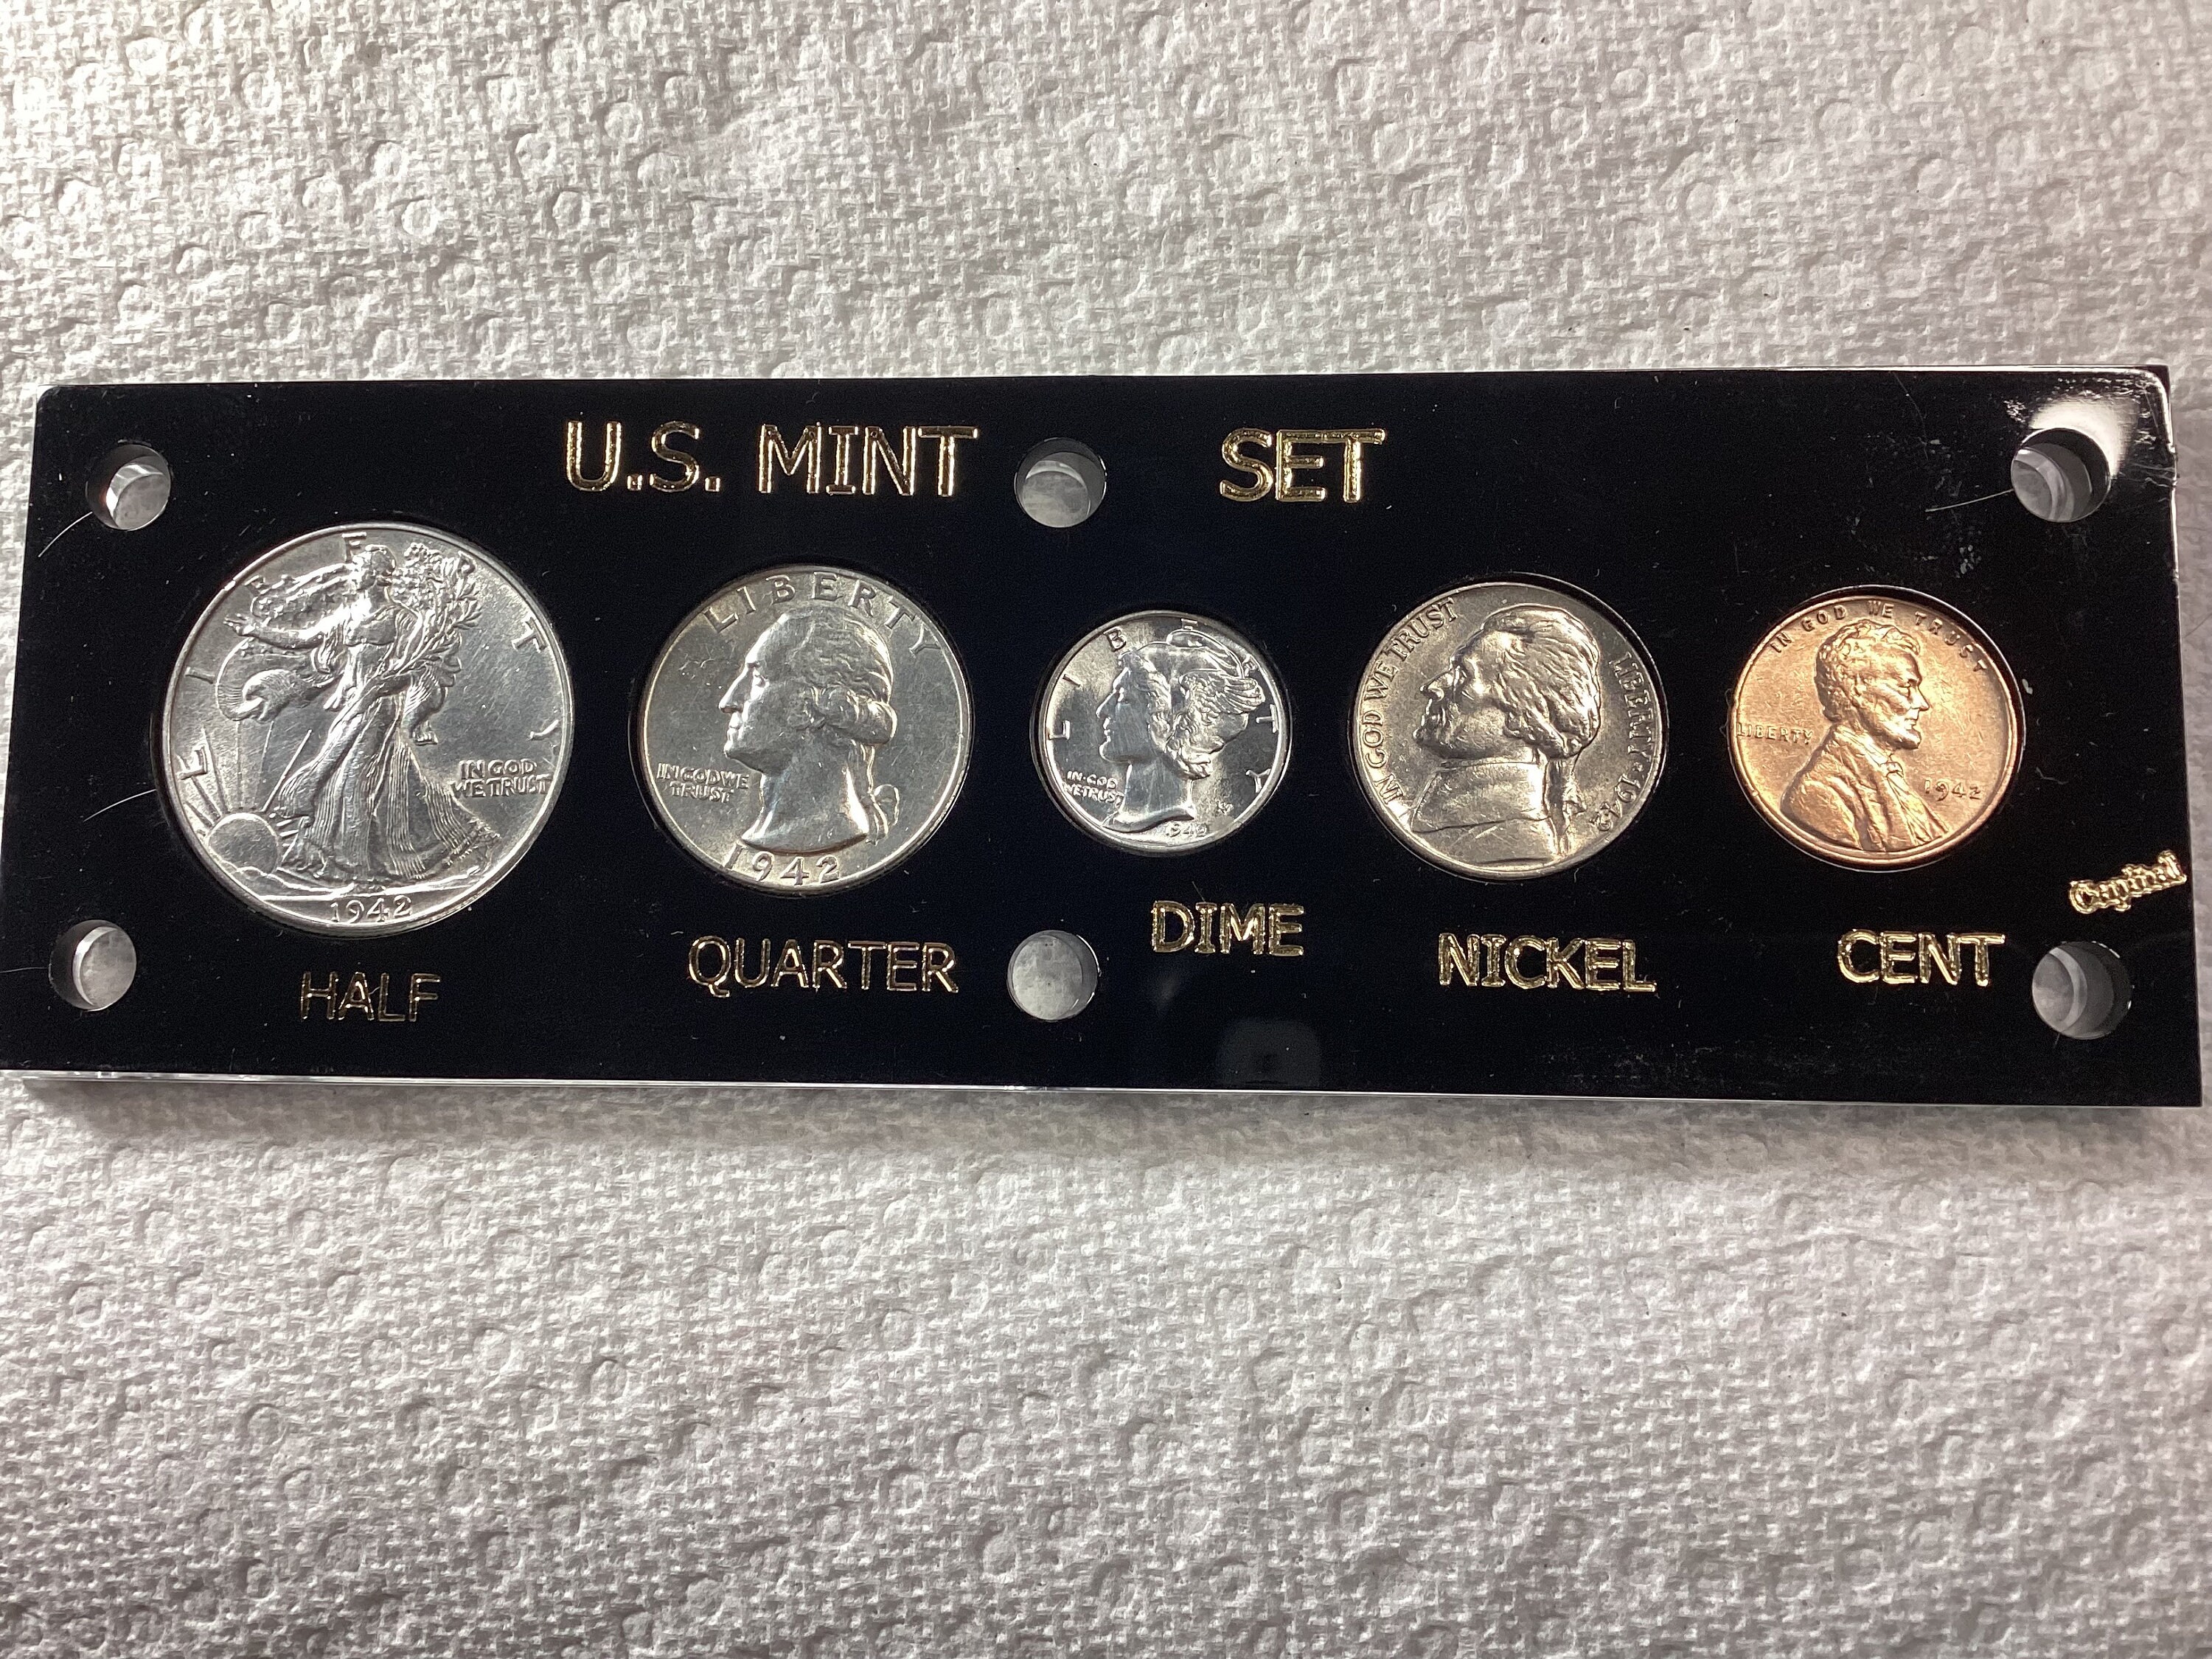 U.S. MINT SET
LIBERTY
IN GOD
WE TRUST
1942
LIBERTY
IN GOD WE
TRUST
1942
LIBERTY
IN GOD
WE TRUST
IN GOD WE TRUST
LIBERTY 1942
IN GOD WE TRUST
LIBERTY
1942
HALF
QUARTER
DIME
NICKEL
CENT
Capital